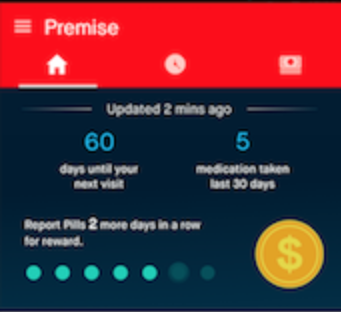 Premise
Updated 2 mins ago
60
days until your
next visit
5
medication taken
last 30 days
Report Pills 2 more days in a row
for reward.
$